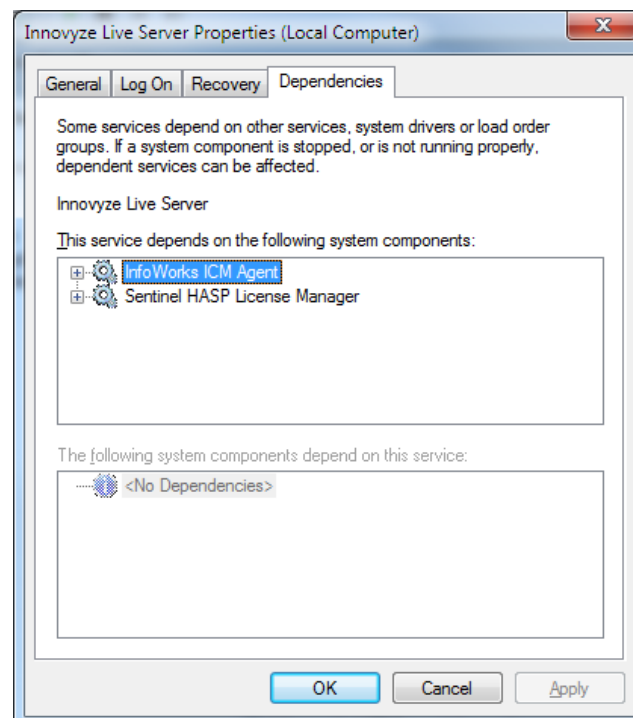 Innovyze Live Server Properties (Local Computer)
General Log On Recovery Dependencies
Some services depend on other services, system drivers or load order
groups. If a system component is stopped, or is not running properly,
dependent services can be affected.
Innovyze Live Server
This service depends on the following system components:
InfoWorks ICM Agent
Sentinel HASP License Manager
The following system components depend on this service:
<No Dependencies>
OK Cancel Apply